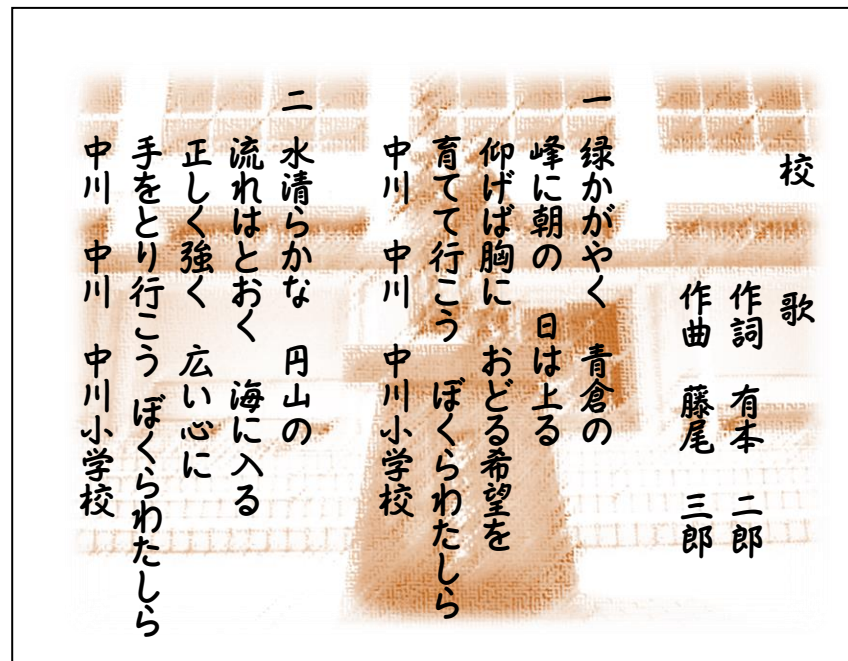 校　歌
作詞　有本　二郎
作曲　藤尾　三郎
一　緑かがやく　青倉の
峰に朝の　日は上る
仰げば胸に　おどる希望を
育てて行こう　ぼくらわたしら
中川　中川　中川小学校
二　水清らかな　円山の
流れはとおく　海に入る
正しく強く　広い心に
手をとり行こう　ぼくらわたしら
中川　中川　中川小学校